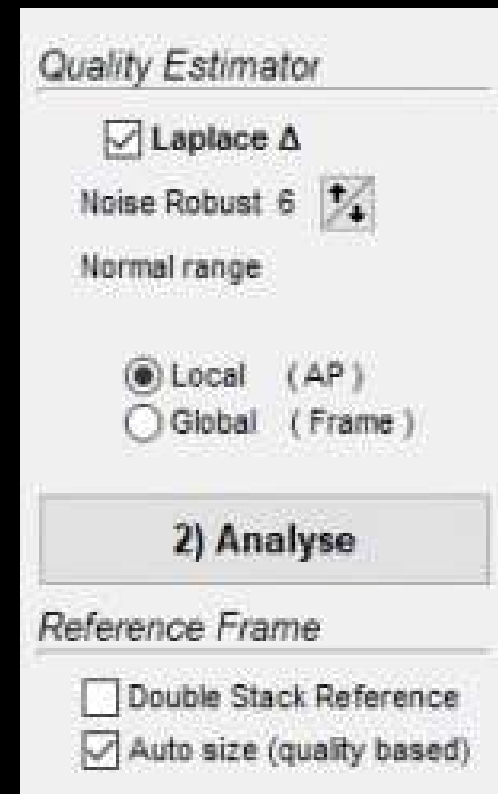 Quality Estimator
Laplace Δ
Noise Robust 6
Normal range
Local ( AP )
Global ( Frame )
2) Analyse
Reference Frame
Double Stack Reference
Auto size (quality based)